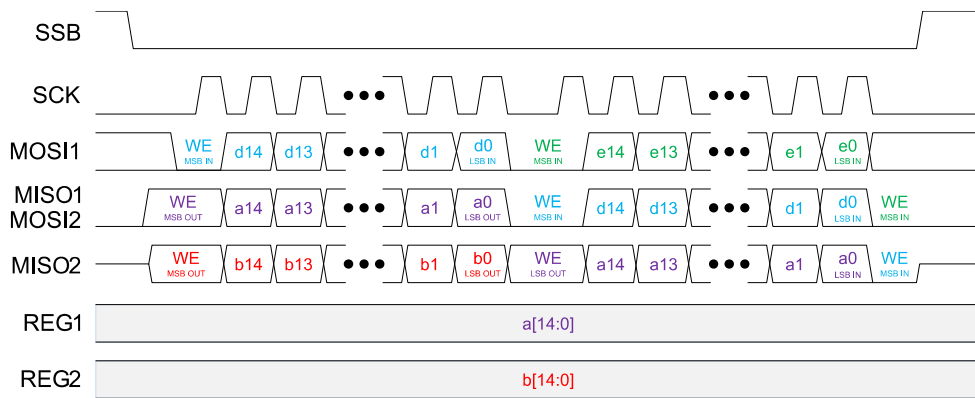 SSB
SCK
MOSI1 WE d14 d13 d1 d0 WE e14 e13 e1 e0
MSB IN LSB IN MSB IN LSB IN
MISO1
MOSI2 WE a14 a13 a1 a0 WE d14 d13 d1 d0 WE
MSB OUT LSB OUT MSB IN LSB IN MSB IN
MISO2 WE b14 b13 b1 b0 WE a14 a13 a1 a0 WE
MSB OUT LSB OUT LSB OUT LSB IN MSB IN
REG1 a[14:0]
REG2 b[14:0]